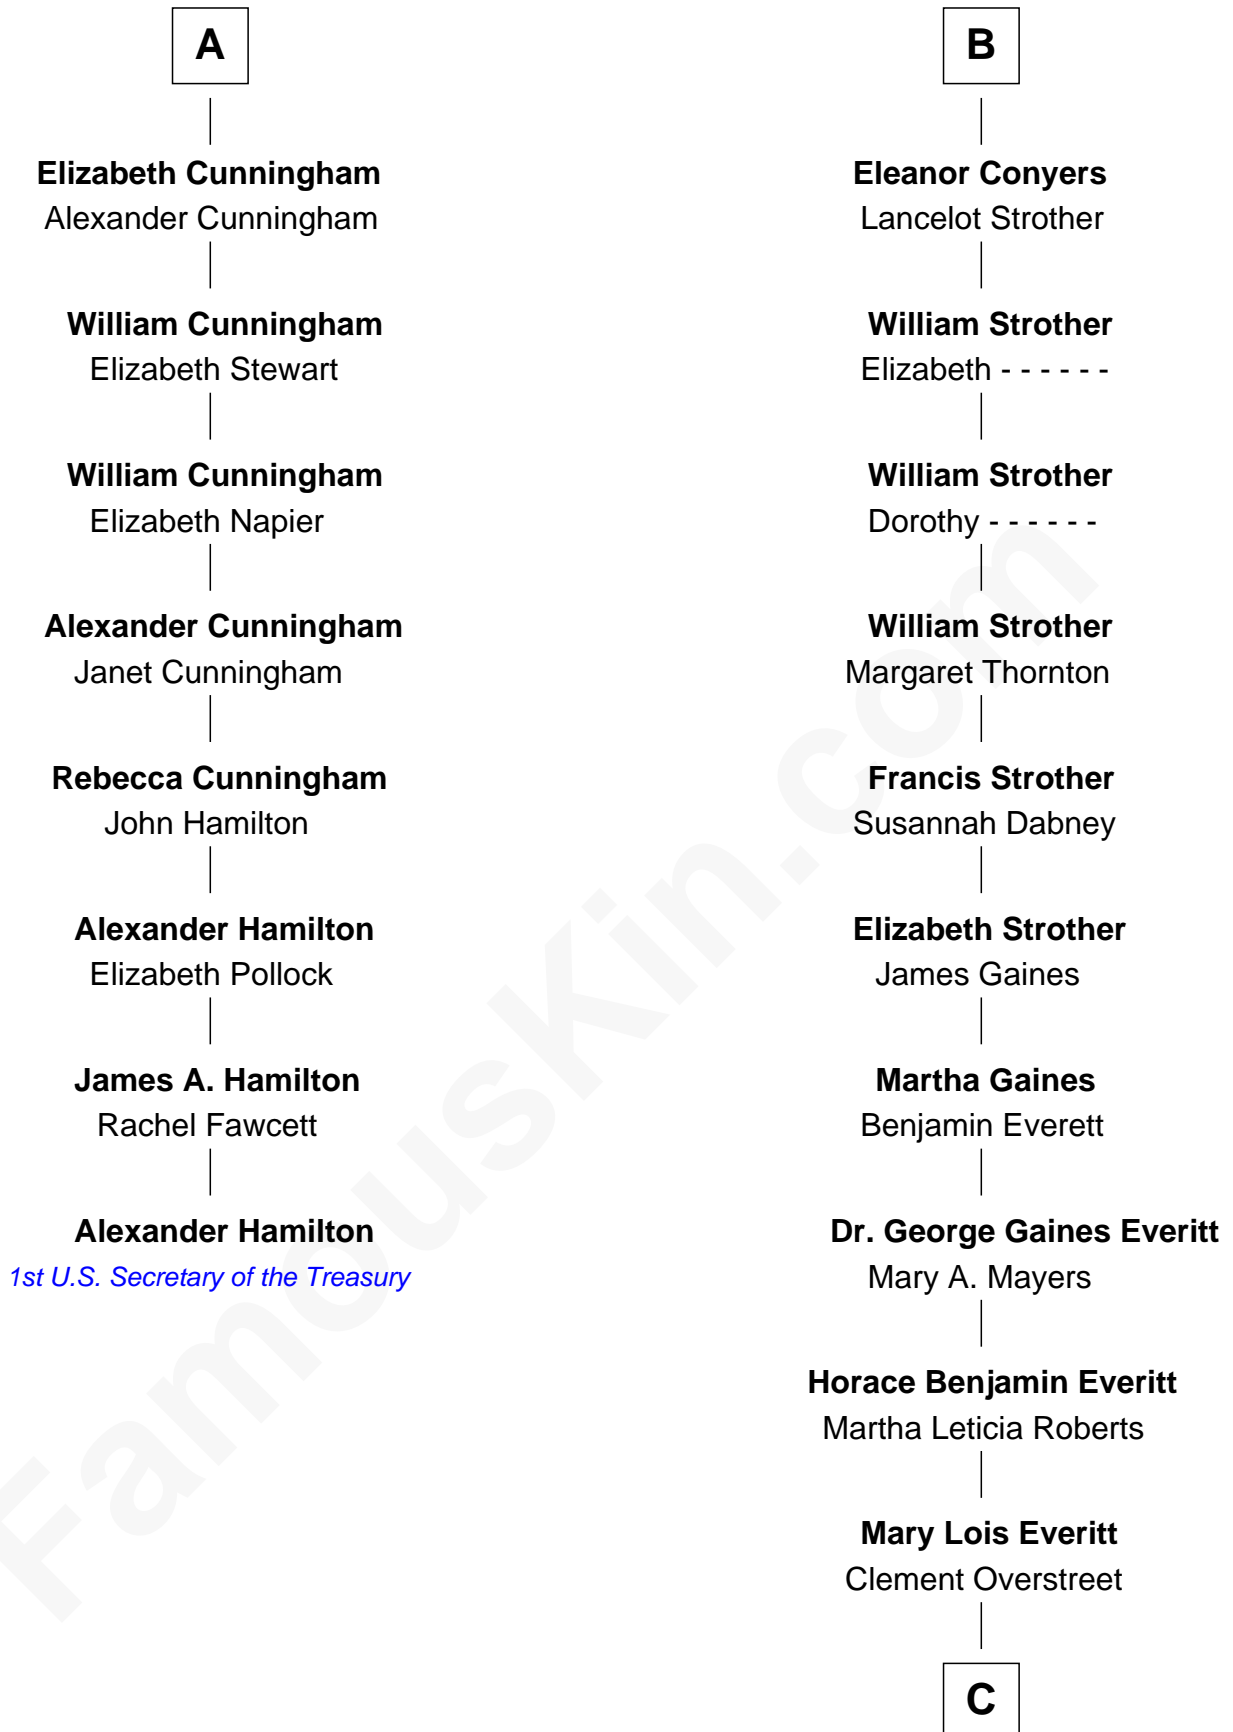 A
Elizabeth Cunningham
Alexander Cunningham
William Cunningham
Elizabeth Stewart
William Cunningham
Elizabeth Napier
Alexander Cunningham
Janet Cunningham
Rebecca Cunningham
John Hamilton
Alexander Hamilton
Elizabeth Pollock
James A. Hamilton
Rachel Fawcett
Alexander Hamilton
1st U.S. Secretary of the Treasury
B
Eleanor Conyers
Lancelot Strother
William Strother
Elizabeth - - - - - -
William Strother
Dorothy - - - - - -
William Strother
Margaret Thornton
Francis Strother
Susannah Dabney
Elizabeth Strother
James Gaines
Martha Gaines
Benjamin Everett
Dr. George Gaines Everitt
Mary A. Mayers
Horace Benjamin Everitt
Martha Leticia Roberts
Mary Lois Everitt
Clement Overstreet
C
FamousKin.com